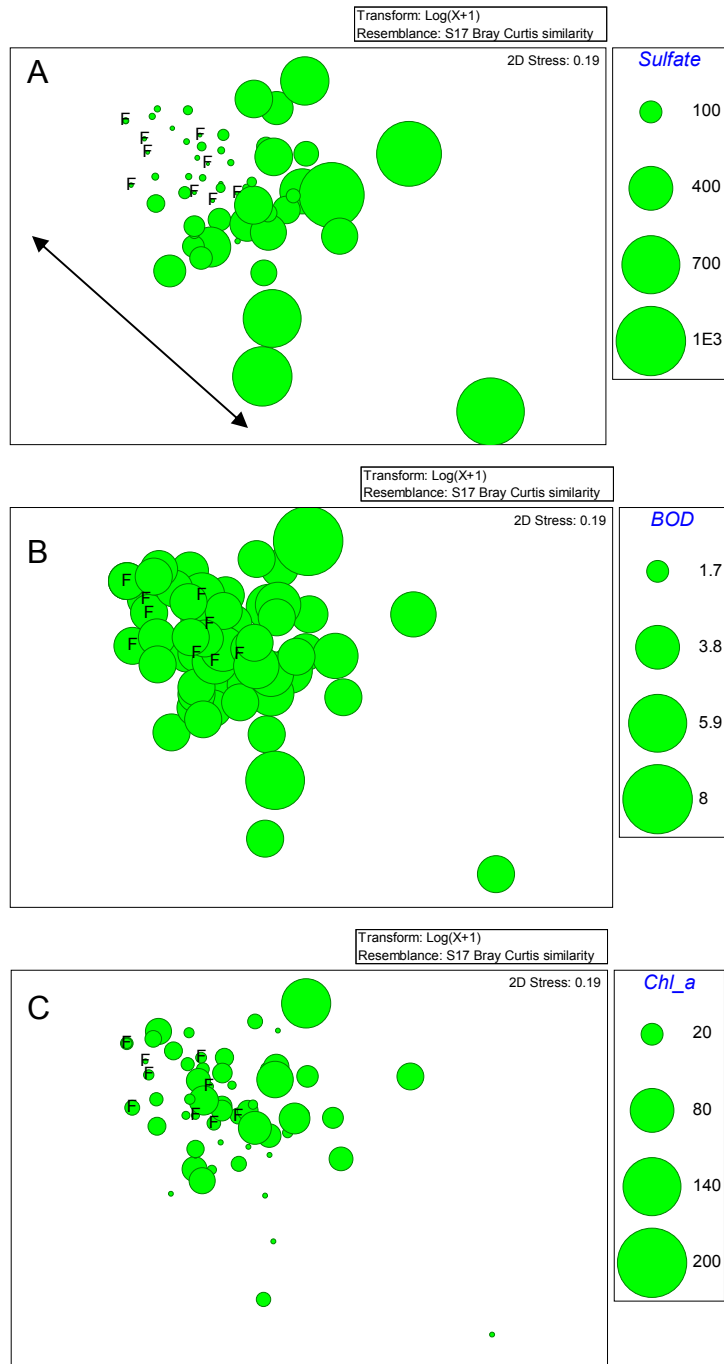 Transform: Log(X+1)
Resemblance: S17 Bray Curtis similarity
A
2D Stress: 0.19
Sulfate
100
400
700
1E3
F
F
F
F
F
F
F
F
F
Transform: Log(X+1)
Resemblance: S17 Bray Curtis similarity
B
2D Stress: 0.19
BOD
1.7
3.8
5.9
8
F
F
F
F
F
F
F
F
F
Transform: Log(X+1)
Resemblance: S17 Bray Curtis similarity
C
2D Stress: 0.19
Chl_a
20
80
140
200
F
F
F
F
F
F
F
F
F